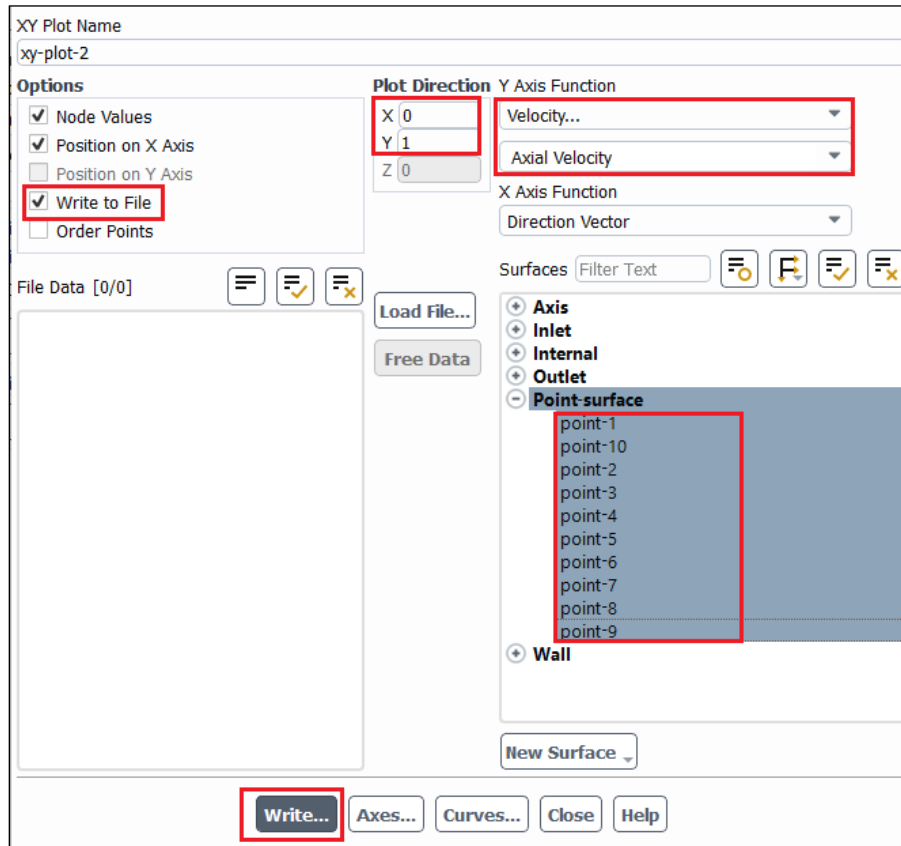 XY Plot Name
xy-plot-2
Options
Node Values
Position on X Axis
Position on Y Axis
Write to File
Order Points
Plot Direction
X 0
Y 1
Z 0
Y Axis Function
Velocity...
Axial Velocity
X Axis Function
Direction Vector
File Data [0/0]
Load File...
Free Data
Surfaces Filter Text
Axis
Inlet
Internal
Outlet
Point-surface
point-1
point-10
point-2
point-3
point-4
point-5
point-6
point-7
point-8
point-9
Wall
New Surface
Write... Axes... Curves... Close Help